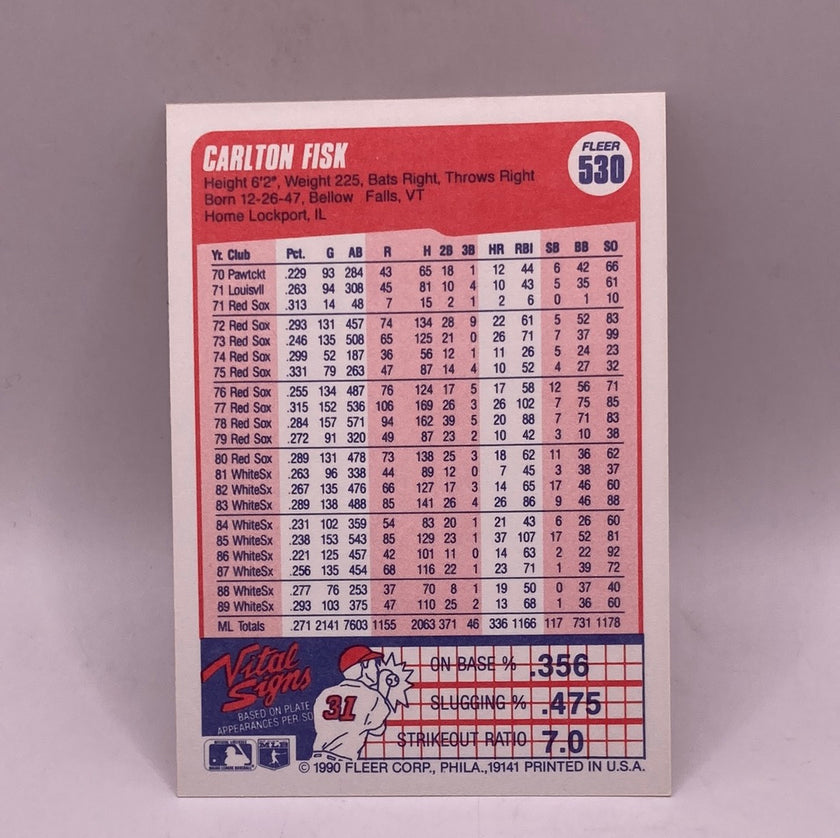 CARLTON FISK
FLEER
530
Height 6'2", Weight 225, Bats Right, Throws Right
Born 12-26-47, Bellow Falls, VT
Home Lockport, IL
Yr. Club Pct. G AB R H 2B 3B HR RBI SB BB SO
70 Pawtckt .229 93 284 43 65 18 1 12 44 6 42 66
71 Louisvll .263 94 308 45 81 10 4 10 43 5 35 61
71 Red Sox .313 14 48 7 15 2 1 2 6 0 1 10
72 Red Sox .293 131 457 74 134 28 9 22 61 5 52 83
73 Red Sox .246 135 508 65 125 21 0 26 71 7 37 99
74 Red Sox .299 52 187 36 56 12 1 11 26 5 24 23
75 Red Sox .331 79 263 47 87 14 4 10 52 4 27 32
76 Red Sox .255 134 487 76 124 17 5 17 58 12 56 71
77 Red Sox .315 152 536 106 169 26 3 26 102 7 75 85
78 Red Sox .284 157 571 94 162 39 5 20 88 7 71 83
79 Red Sox .272 91 320 49 87 23 2 10 42 3 10 38
80 Red Sox .289 131 478 73 138 25 3 18 62 11 36 62
81 WhiteSx .263 96 338 44 89 12 0 7 45 3 38 37
82 WhiteSx .267 135 476 66 127 17 3 14 65 17 46 60
83 WhiteSx .289 138 488 85 141 26 4 26 86 9 46 88
84 WhiteSx .231 102 359 54 83 20 1 21 43 6 26 60
85 WhiteSx .238 153 543 85 129 23 1 37 107 17 52 81
86 WhiteSx .221 125 457 42 101 11 0 14 63 2 22 92
87 WhiteSx .256 135 454 68 116 22 1 23 71 1 39 72
88 WhiteSx .277 76 253 37 70 8 1 19 50 0 37 40
89 WhiteSx .293 103 375 47 110 25 2 13 68 1 36 60
ML Totals .271 2141 7603 1155 2063 371 46 336 1166 117 731 1178
Vital
Signs
BASED ON PLATE
APPEARANCES PER SO
31
ON BASE % .356
SLUGGING % .475
STRIKEOUT RATIO 7.0
MLB
© 1990 FLEER CORP., PHILA.,19141 PRINTED IN U.S.A.